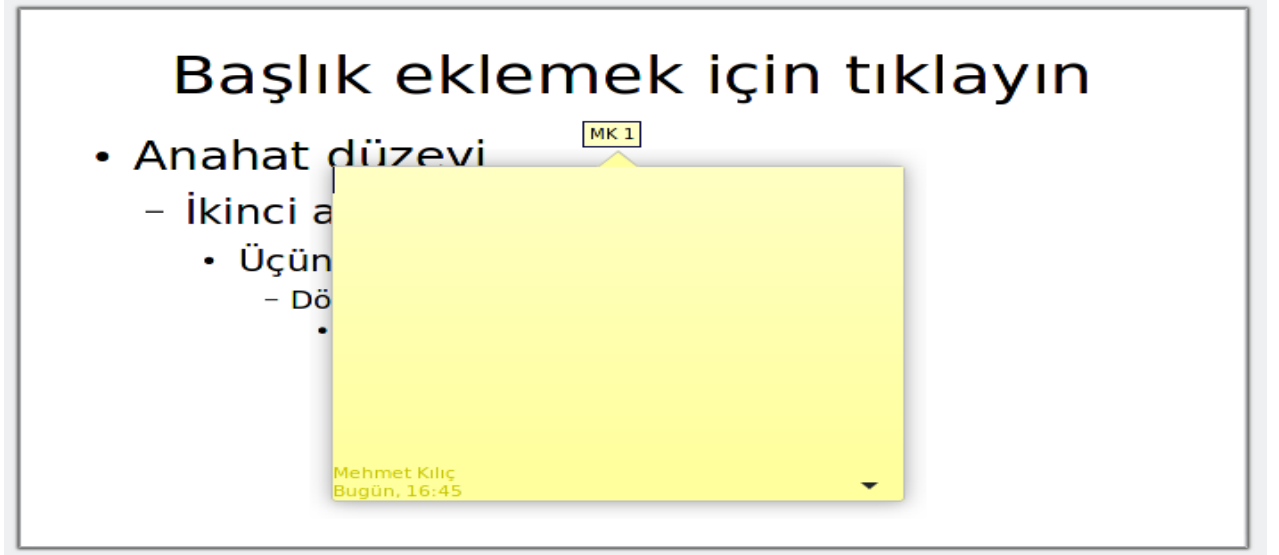 Başlık eklemek için tıklayın
MK 1
• Anahat düzeyi
– İkinci a
• Üçün
– Dö
•
Mehmet Kılıç
Bugün, 16:45